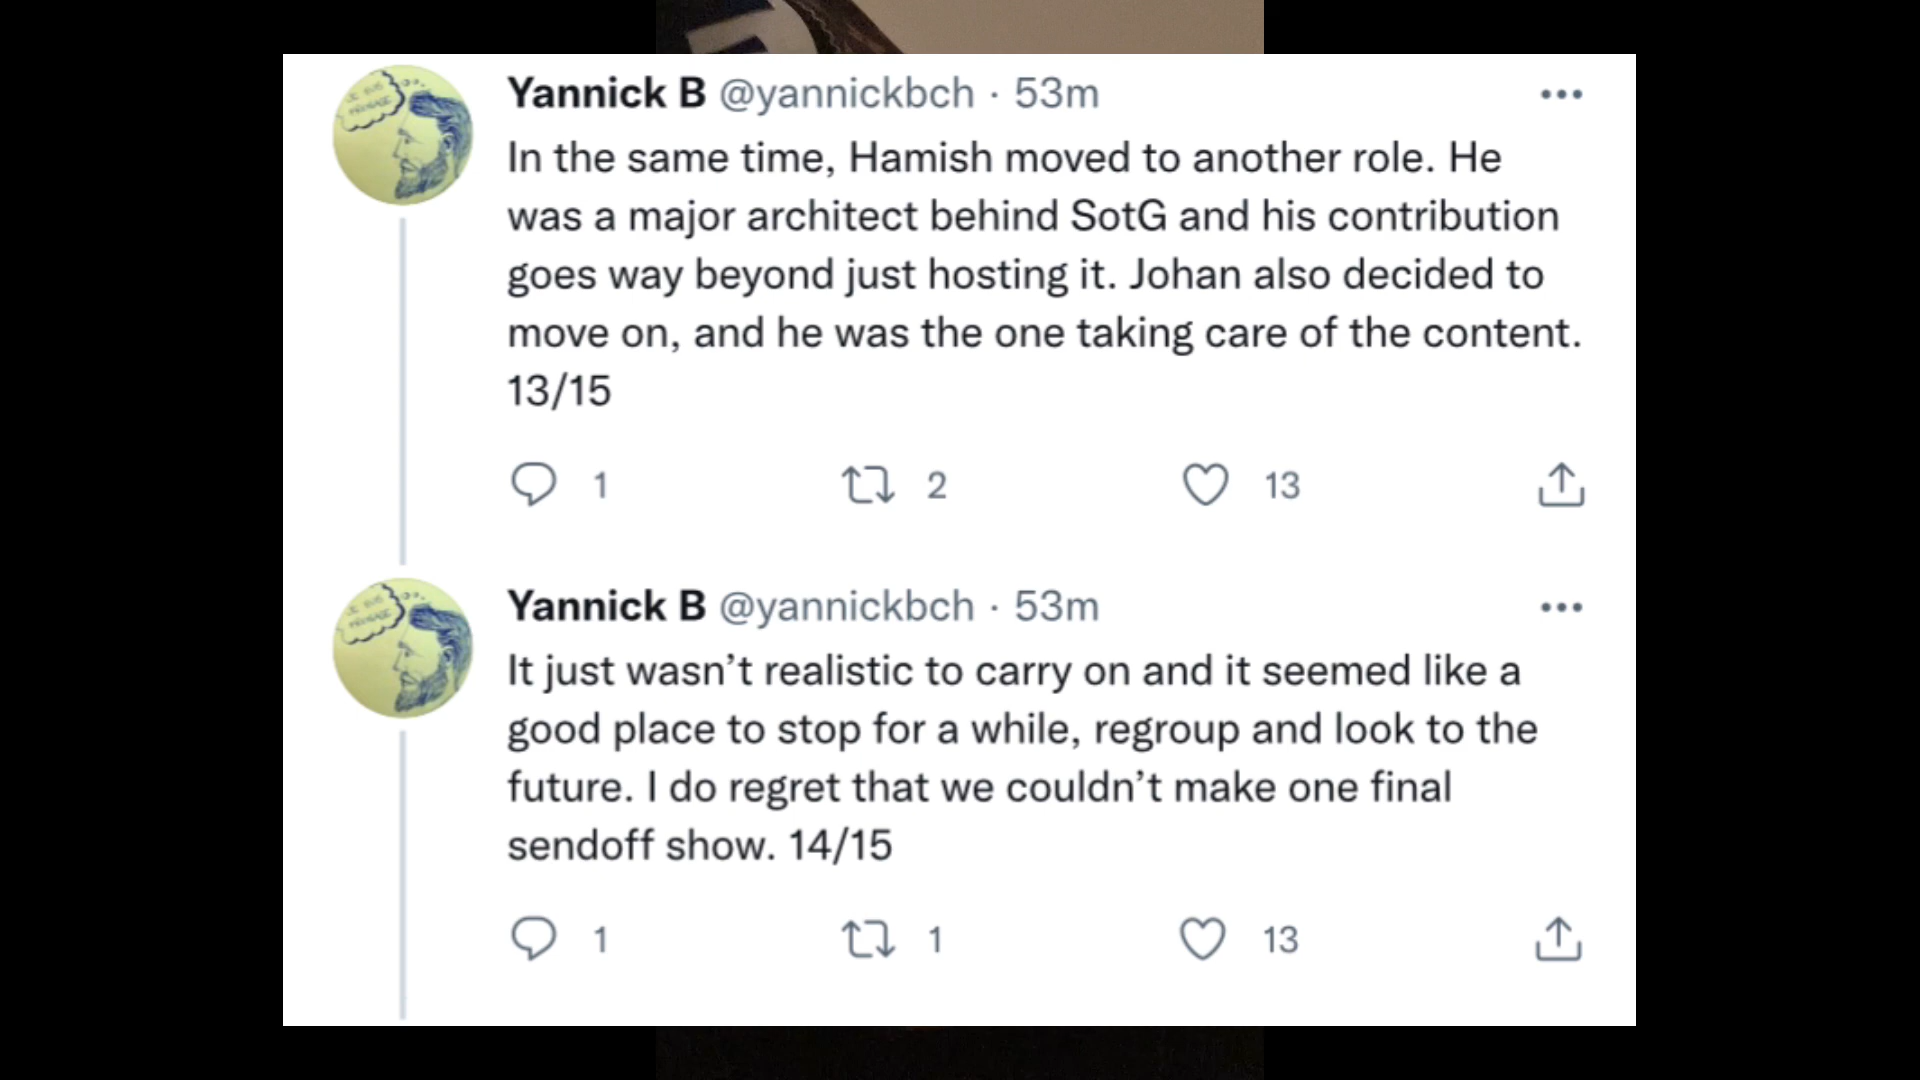 Yannick B @yannickbch · 53m
In the same time, Hamish moved to another role. He
was a major architect behind SotG and his contribution
goes way beyond just hosting it. Johan also decided to
move on, and he was the one taking care of the content.
13/15
1 2 13
Yannick B @yannickbch · 53m
It just wasn’t realistic to carry on and it seemed like a
good place to stop for a while, regroup and look to the
future. I do regret that we couldn’t make one final
sendoff show. 14/15
1 1 13